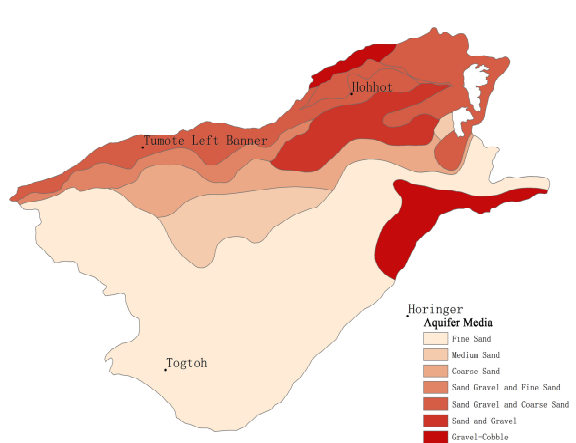 Hohhot
Tumote Left Banner
Horinger
Togtoh
Aquifer Media
Fine Sand
Medium Sand
Coarse Sand
Sand Gravel and Fine Sand
Sand Gravel and Coarse Sand
Sand and Gravel
Gravel-Cobble